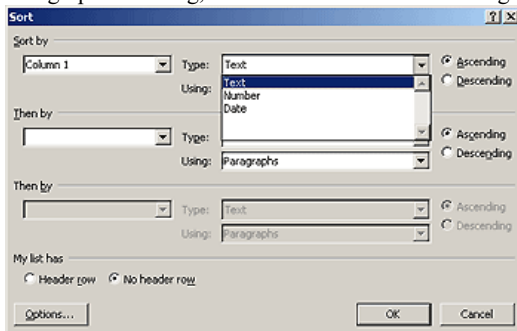 Sort
Sort by
Column 1 Type: Text Ascending
Using: Descending
Text
Number
Date
Then by
Type: Ascending
Using: Paragraphs Descending
Then by
Type: Text Ascending
Using: Paragraphs Descending
My list has
Header row No header row
Options... OK Cancel